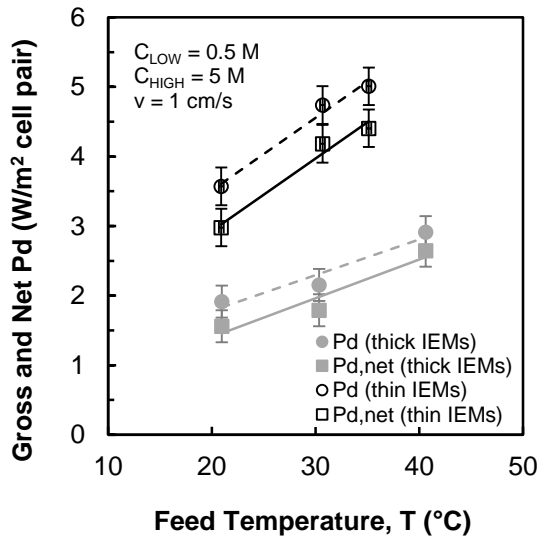 Gross and Net Pd (W/m² cell pair)
6
5
4
3
2
1
0
C_LOW = 0.5 M
C_HIGH = 5 M
v = 1 cm/s
Pd (thick IEMs)
Pd,net (thick IEMs)
Pd (thin IEMs)
Pd,net (thin IEMs)
10 20 30 40 50
Feed Temperature, T (°C)